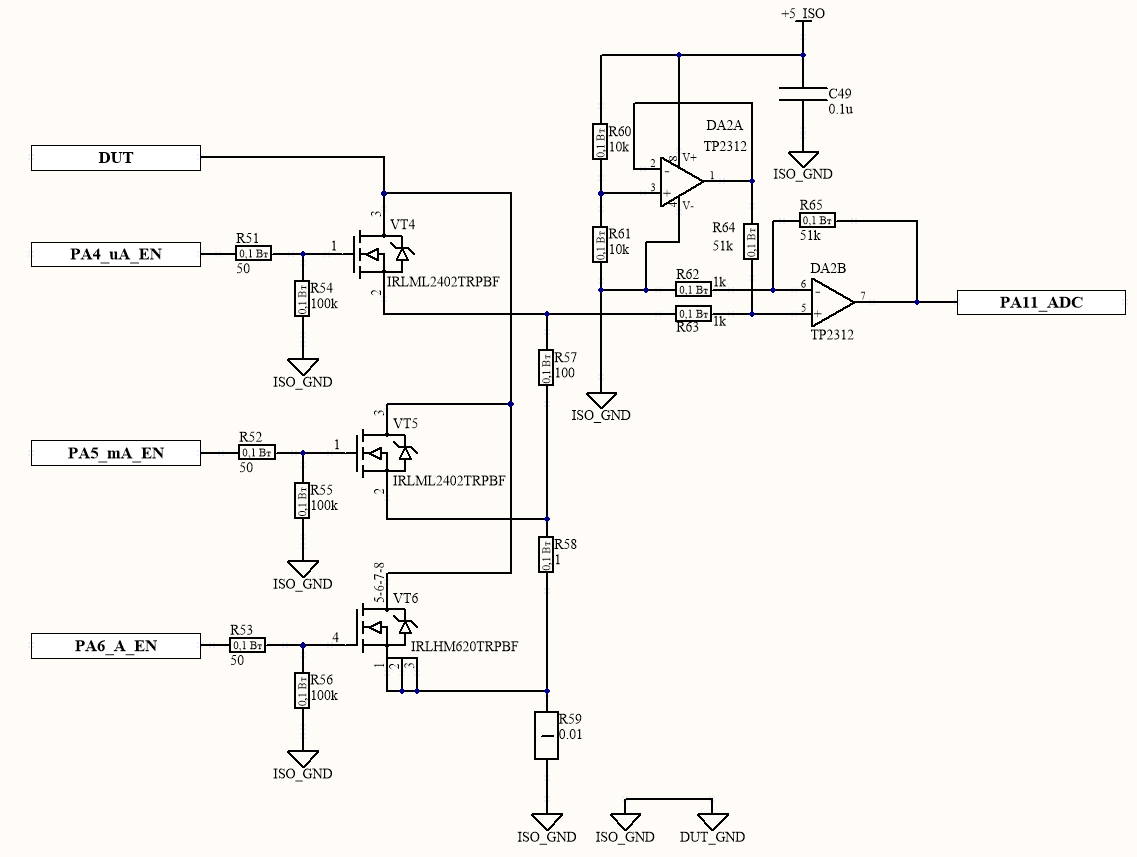 +5_ISO
C49
0.1u
ISO_GND
DA2A
TP2312
R60
0,1 Вт
10k
2
-
3
+
8
V+
4
V-
1
R61
0,1 Вт
10k
R64
0,1 Вт
51k
R65
0,1 Вт
51k
DUT
3
VT4
PA4_uA_EN
R51
0,1 Вт
50
1
IRLML2402TRPBF
2
R54
0,1 Вт
100k
ISO_GND
R62
0,1 Вт
1k
R63
0,1 Вт
1k
DA2B
6
-
5
+
7
TP2312
PA11_ADC
ISO_GND
R57
0,1 Вт
100
3
VT5
PA5_mA_EN
R52
0,1 Вт
50
1
IRLML2402TRPBF
2
R55
0,1 Вт
100k
ISO_GND
R58
0,1 Вт
1
5-6-7-8
VT6
PA6_A_EN
R53
0,1 Вт
50
4
IRLHM620TRPBF
1
2
3
R56
0,1 Вт
100k
ISO_GND
R59
0.01
ISO_GND
ISO_GND
DUT_GND